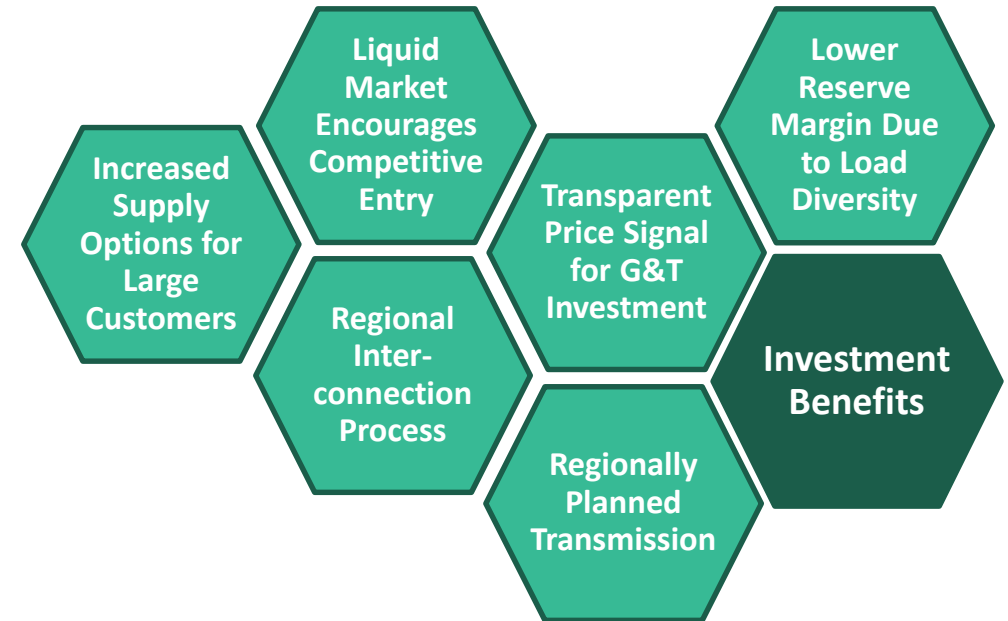 Increased
Supply
Options for
Large
Customers
Liquid
Market
Encourages
Competitive
Entry
Regional
Inter-
connection
Process
Transparent
Price Signal
for G&T
Investment
Regionally
Planned
Transmission
Lower
Reserve
Margin Due
to Load
Diversity
Investment
Benefits